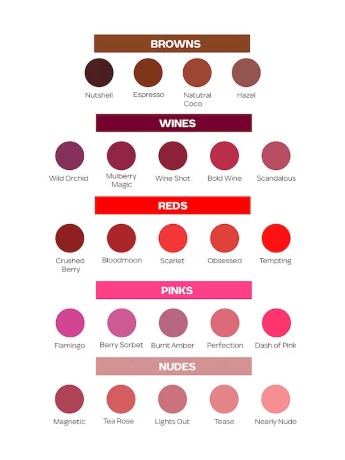 BROWNS
Nutshell Espresso Natutral Hazel
Coco
WINES
Wild Orchid Mulberry Wine Shot Bold Wine Scandalous
Magic
REDS
Crushed Bloodmoon Scarlet Obsessed Tempting
Berry
PINKS
Flamingo Berry Sorbet Burnt Amber Perfection Dash of Pink
NUDES
Magnetic Tea Rose Lights Out Tease Nearly Nude